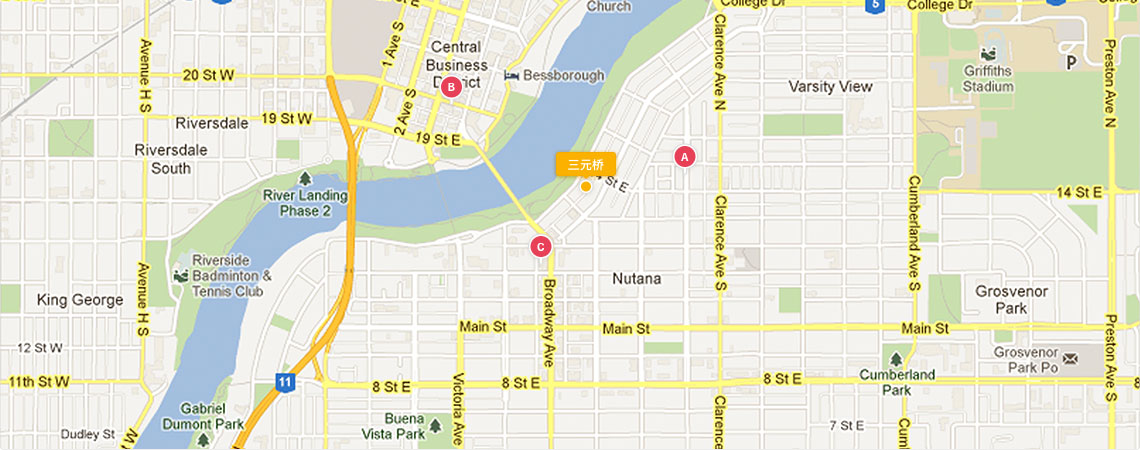 Church
College Dr
5
College Dr
Central
Business
District
1 Ave S
2 Ave S
Avenue H S
20 St W
Bessborough
Clarence Ave N
Varsity View
Griffiths
Stadium
P
Preston Ave N
B
Riversdale
19 St W
19 St E
Riversdale
South
A
三元桥
St E
14 St E
River Landing
Phase 2
Cumberland Ave S
Clarence Ave S
C
Riverside
Badminton &
Tennis Club
Avenue H S
King George
Nutana
Broadway Ave
Grosvenor
Park
Main St
Main St
Main St
Preston Ave S
12 St W
Grosvenor
Park Po
11th St W
11
8 St E
8 St E
8 St E
8
Cumberland
Park
Victoria Ave
Clarence
Gabriel
Dumont Park
Buena
Vista Park
7 St E
Dudley St
t W
Cuml